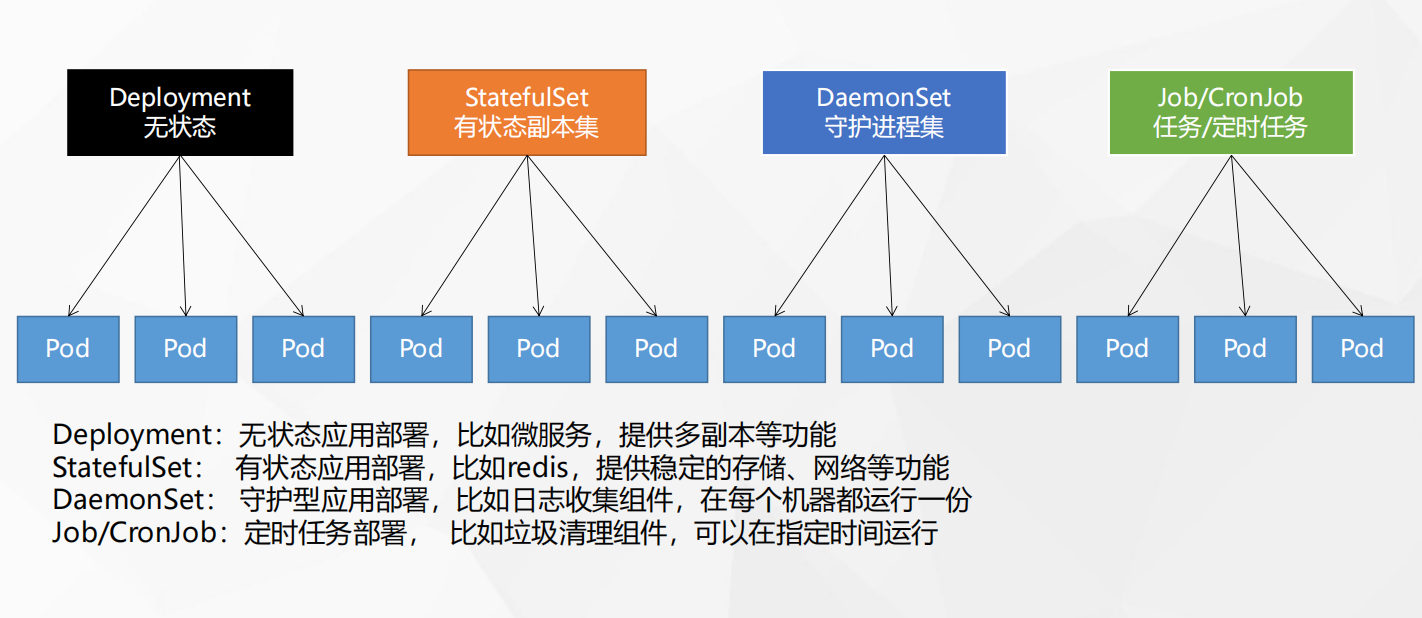 Deployment
无状态
StatefulSet
有状态副本集
DaemonSet
守护进程集
Job/CronJob
任务/定时任务
Pod
Pod
Pod
Pod
Pod
Pod
Pod
Pod
Pod
Pod
Pod
Pod
Deployment：无状态应用部署，比如微服务，提供多副本等功能
StatefulSet： 有状态应用部署，比如redis，提供稳定的存储、网络等功能
DaemonSet：守护型应用部署，比如日志收集组件，在每个机器都运行一份
Job/CronJob：定时任务部署， 比如垃圾清理组件，可以在指定时间运行